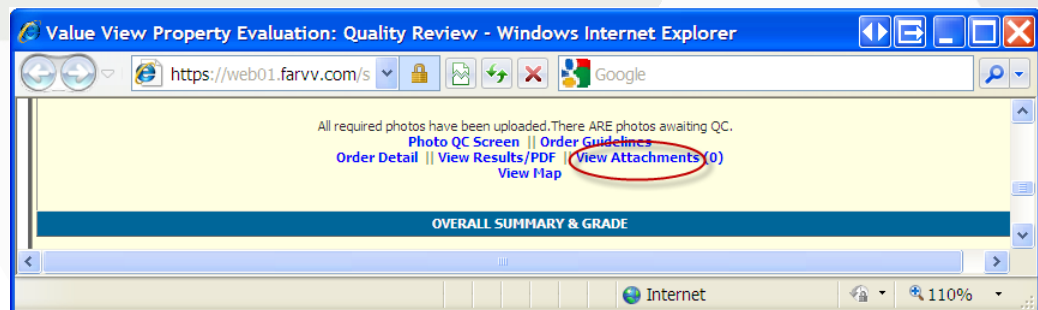 Value View Property Evaluation: Quality Review - Windows Internet Explorer
https://web01.farvv.com/s
Google
All required photos have been uploaded.There ARE photos awaiting QC.
Photo QC Screen || Order Guidelines
Order Detail || View Results/PDF || View Attachments (0)
View Map
OVERALL SUMMARY & GRADE
Internet
110%